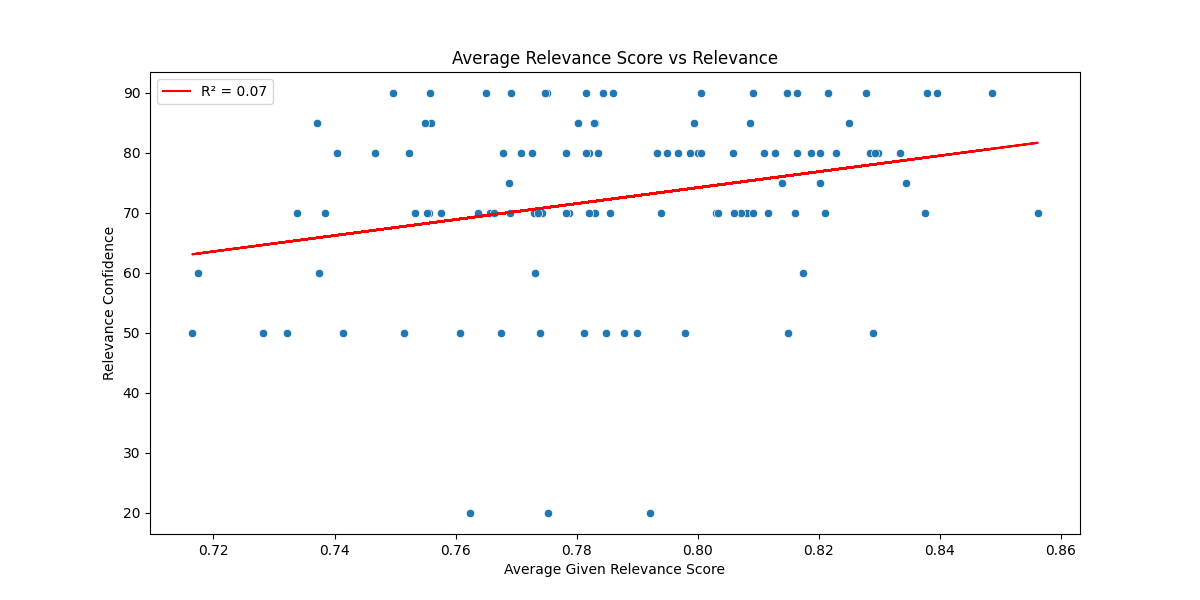 Average Relevance Score vs Relevance
R² = 0.07
Relevance Confidence
90
80
70
60
50
40
30
20
0.72 0.74 0.76 0.78 0.80 0.82 0.84 0.86
Average Given Relevance Score